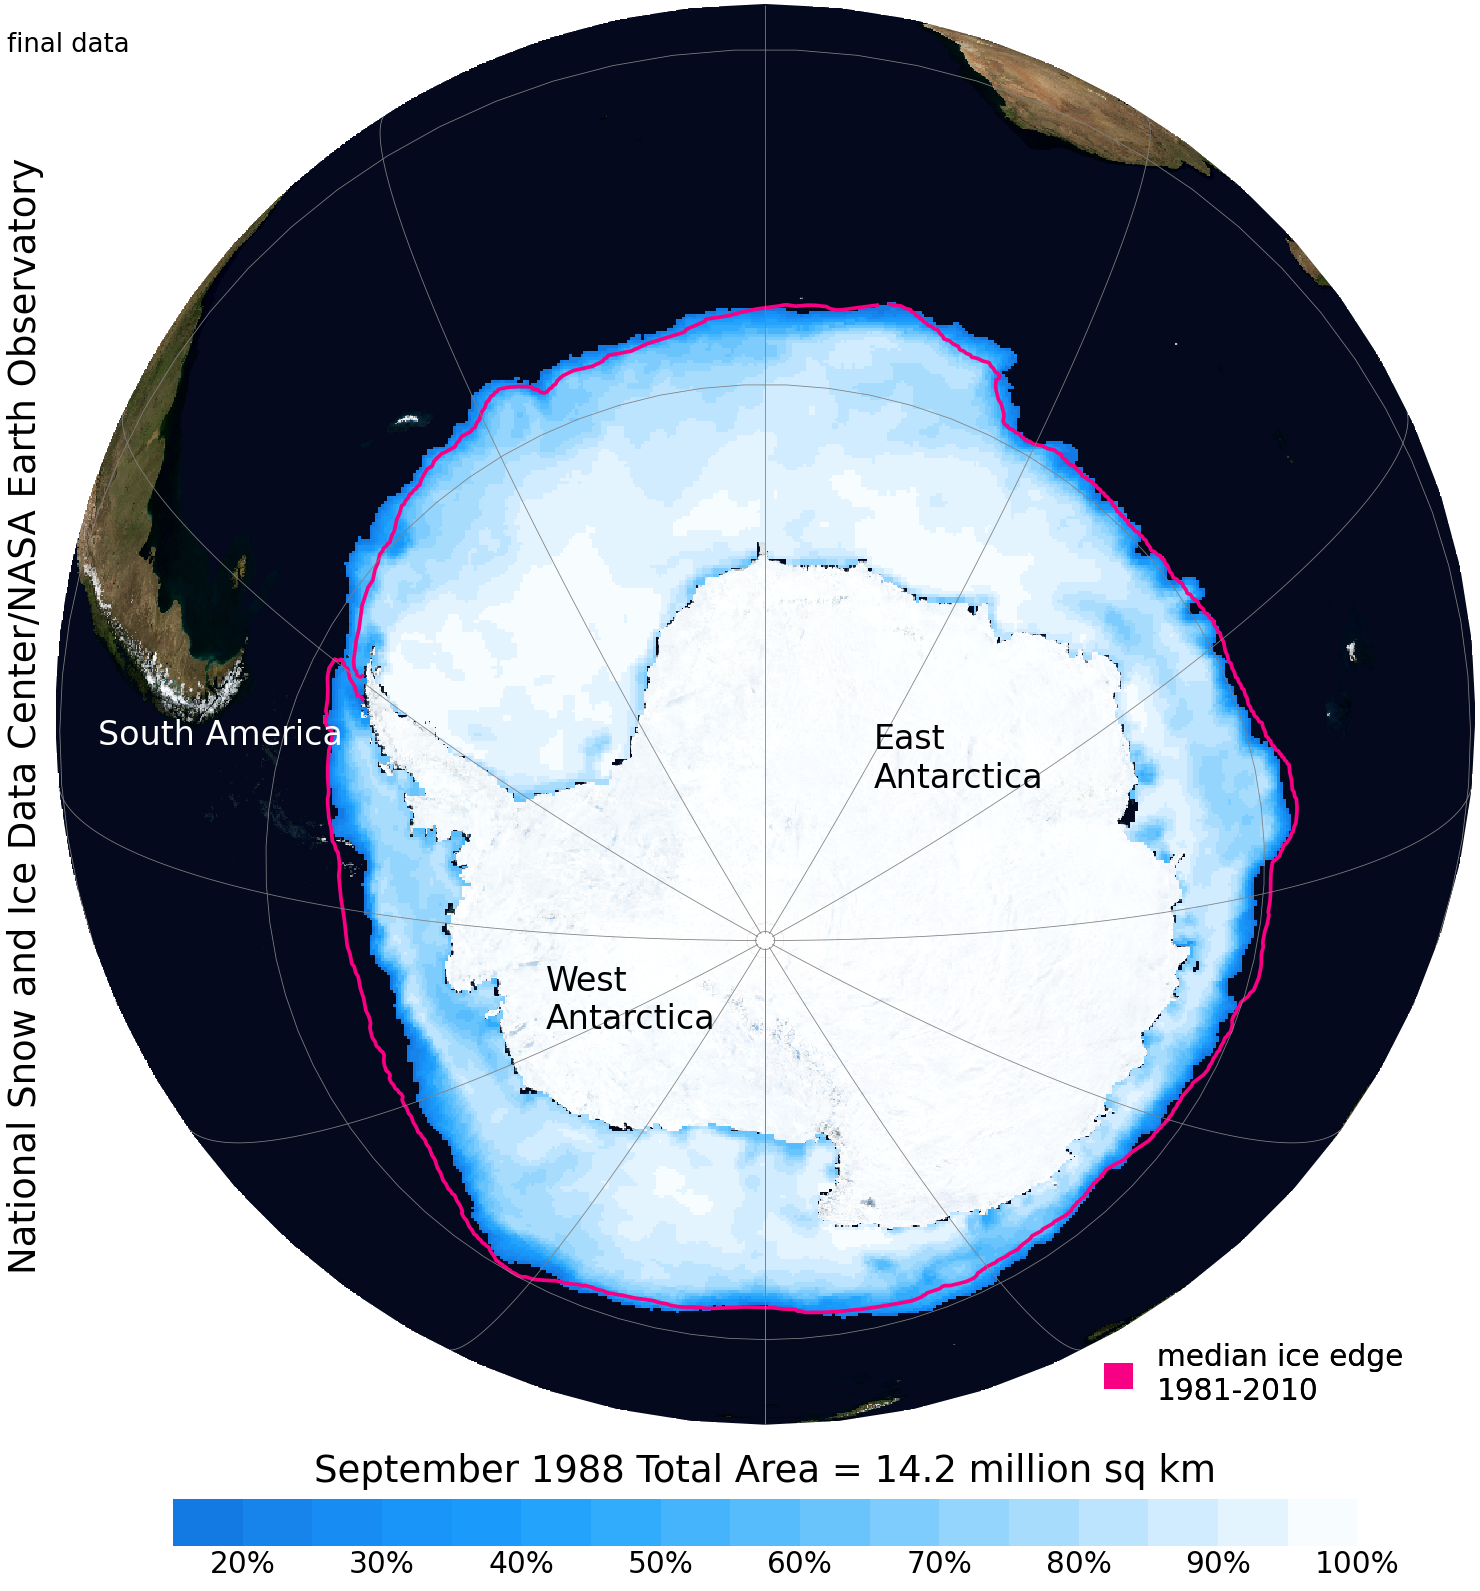 final data
National Snow and Ice Data Center/NASA Earth Observatory
South America
East
Antarctica
West
Antarctica
median ice edge
1981-2010
September 1988 Total Area = 14.2 million sq km
20% 30% 40% 50% 60% 70% 80% 90% 100%